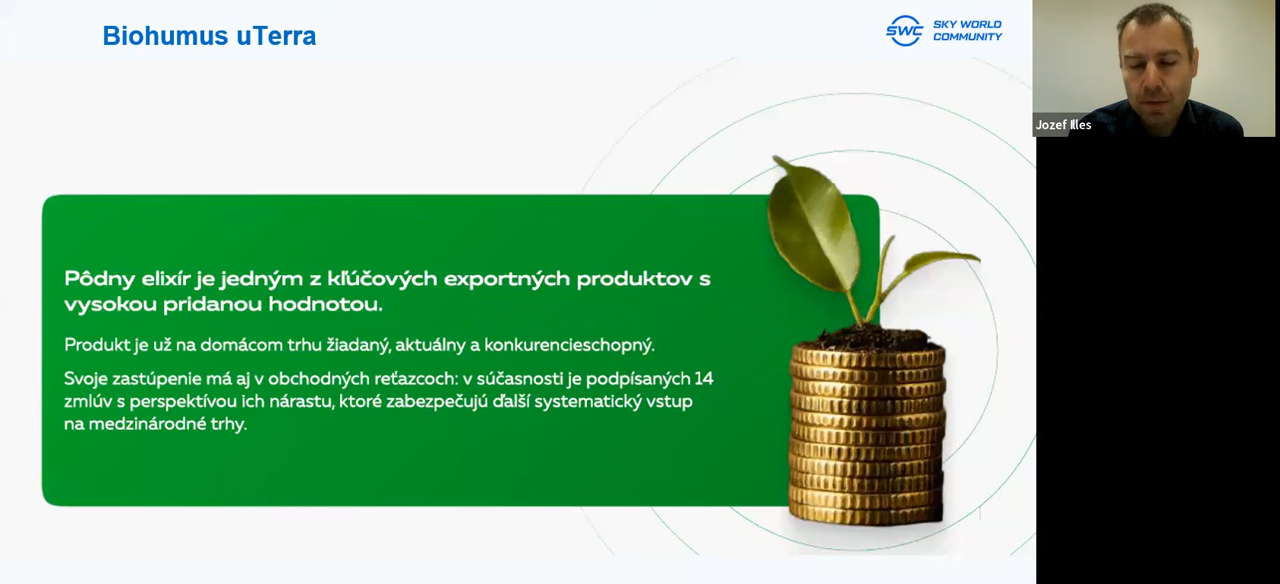 Biohumus uTerra
SWC
SKY WORLD
COMMUNITY
Jozef Illes
Pôdny elixír je jedným z kľúčových exportných produktov s
vysokou pridanou hodnotou.
Produkt je už na domácom trhu žiadaný, aktuálny a konkurencieschopný.
Svoje zastúpenie má aj v obchodných reťazcoch: v súčasnosti je podpísaných 14
zmlúv s perspektívou ich nárastu, ktoré zabezpečujú ďalší systematický vstup
na medzinárodné trhy.